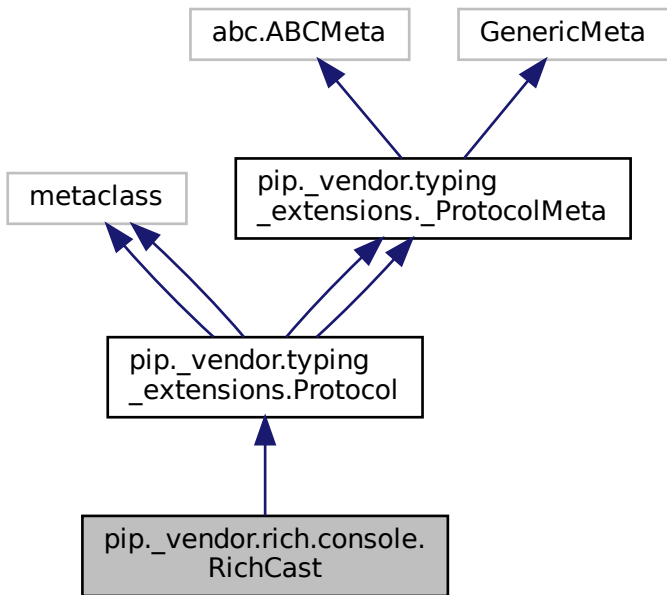 abc.ABCMeta
GenericMeta
metaclass
pip._vendor.typing
_extensions._ProtocolMeta
pip._vendor.typing
_extensions.Protocol
pip._vendor.rich.console.
RichCast